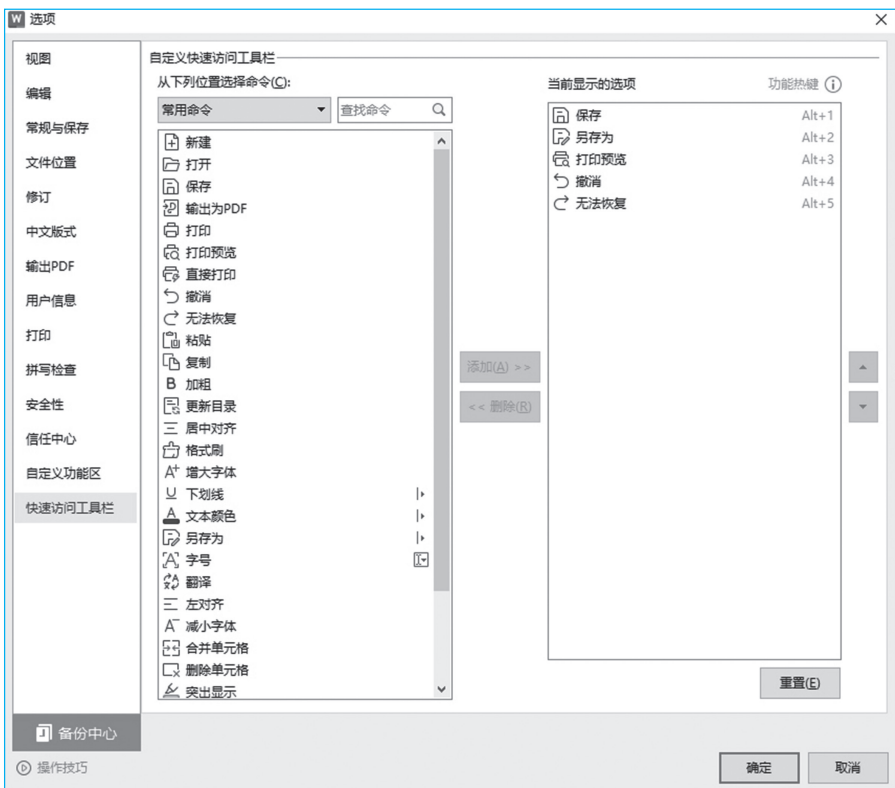 W 选项
视图
编辑
常规与保存
文件位置
修订
中文版式
输出PDF
用户信息
打印
拼写检查
安全性
信任中心
自定义功能区
快速访问工具栏
备份中心
操作技巧
自定义快速访问工具栏
从下列位置选择命令(C):
常用命令
查找命令
新建
打开
保存
输出为PDF
打印
打印预览
直接打印
撤消
无法恢复
粘贴
复制
B 加粗
更新目录
居中对齐
格式刷
A+ 增大字体
U 下划线
A 文本颜色
另存为
字号
翻译
左对齐
A- 减小字体
合并单元格
删除单元格
突出显示
添加(A) >>
<< 删除(R)
当前显示的选项 功能热键
保存 Alt+1
另存为 Alt+2
打印预览 Alt+3
撤消 Alt+4
无法恢复 Alt+5
重置(E)
确定 取消